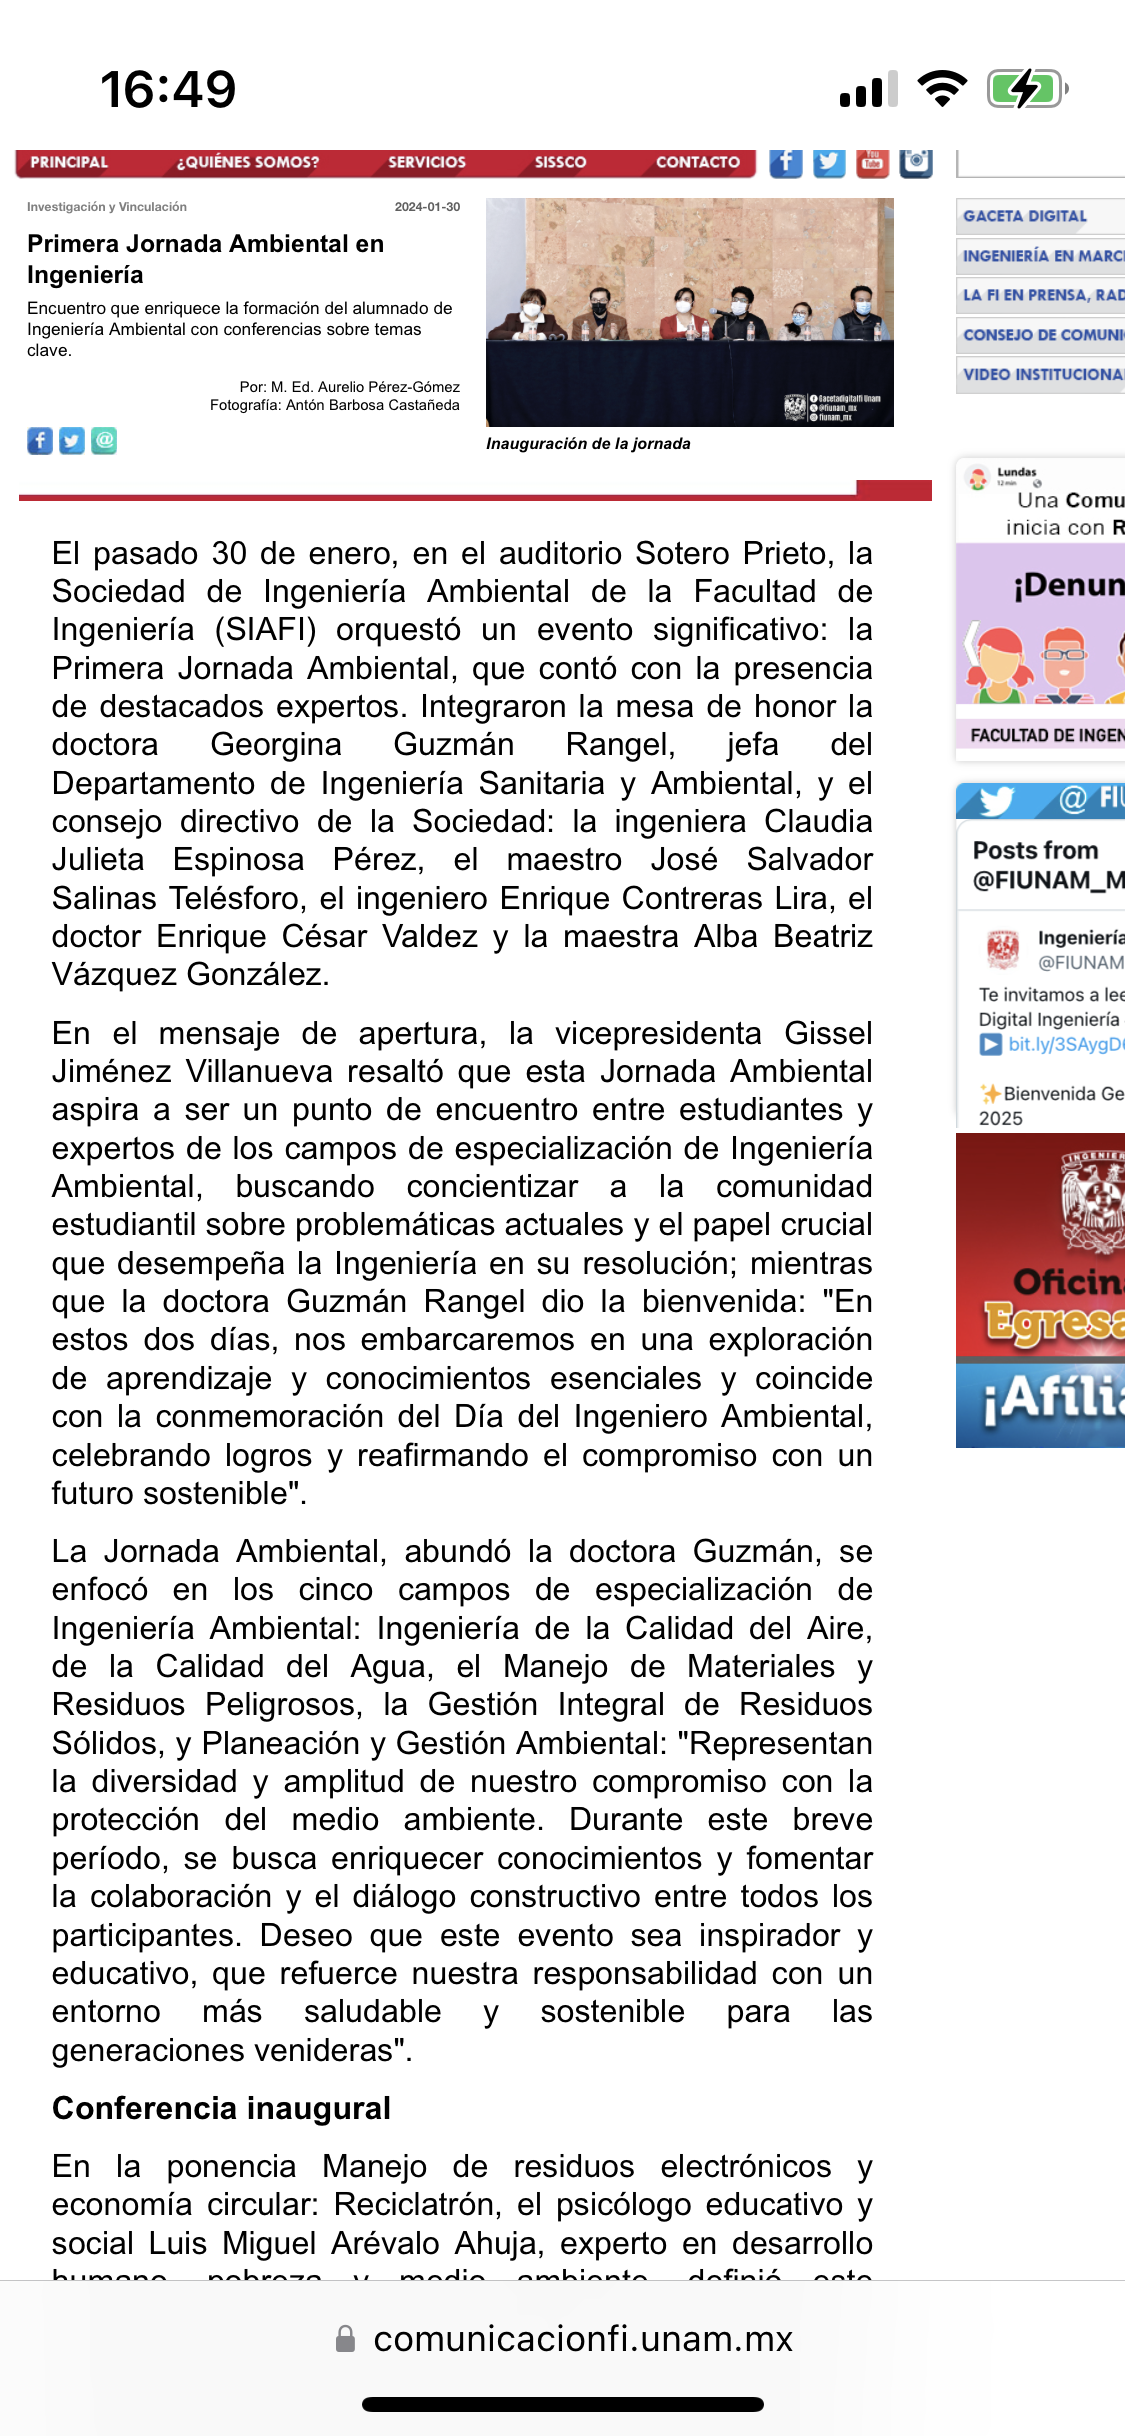 16:49
PRINCIPAL ¿QUIÉNES SOMOS? SERVICIOS SISSCO CONTACTO
Investigación y Vinculación 2024-01-30
Primera Jornada Ambiental en
Ingeniería
Encuentro que enriquece la formación del alumnado de
Ingeniería Ambiental con conferencias sobre temas
clave.
Por: M. Ed. Aurelio Pérez-Gómez
Fotografía: Antón Barbosa Castañeda
Gacetadigitalfi Unam
@fiunam_mx
fiunam_mx
Inauguración de la jornada
El pasado 30 de enero, en el auditorio Sotero Prieto, la
Sociedad de Ingeniería Ambiental de la Facultad de
Ingeniería (SIAFI) orquestó un evento significativo: la
Primera Jornada Ambiental, que contó con la presencia
de destacados expertos. Integraron la mesa de honor la
doctora Georgina Guzmán Rangel, jefa del
Departamento de Ingeniería Sanitaria y Ambiental, y el
consejo directivo de la Sociedad: la ingeniera Claudia
Julieta Espinosa Pérez, el maestro José Salvador
Salinas Telésforo, el ingeniero Enrique Contreras Lira, el
doctor Enrique César Valdez y la maestra Alba Beatriz
Vázquez González.
En el mensaje de apertura, la vicepresidenta Gissel
Jiménez Villanueva resaltó que esta Jornada Ambiental
aspira a ser un punto de encuentro entre estudiantes y
expertos de los campos de especialización de Ingeniería
Ambiental, buscando concientizar a la comunidad
estudiantil sobre problemáticas actuales y el papel crucial
que desempeña la Ingeniería en su resolución; mientras
que la doctora Guzmán Rangel dio la bienvenida: "En
estos dos días, nos embarcaremos en una exploración
de aprendizaje y conocimientos esenciales y coincide
con la conmemoración del Día del Ingeniero Ambiental,
celebrando logros y reafirmando el compromiso con un
futuro sostenible".
La Jornada Ambiental, abundó la doctora Guzmán, se
enfocó en los cinco campos de especialización de
Ingeniería Ambiental: Ingeniería de la Calidad del Aire,
de la Calidad del Agua, el Manejo de Materiales y
Residuos Peligrosos, la Gestión Integral de Residuos
Sólidos, y Planeación y Gestión Ambiental: "Representan
la diversidad y amplitud de nuestro compromiso con la
protección del medio ambiente. Durante este breve
período, se busca enriquecer conocimientos y fomentar
la colaboración y el diálogo constructivo entre todos los
participantes. Deseo que este evento sea inspirador y
educativo, que refuerce nuestra responsabilidad con un
entorno más saludable y sostenible para las
generaciones venideras".
Conferencia inaugural
En la ponencia Manejo de residuos electrónicos y
economía circular: Reciclatrón, el psicólogo educativo y
social Luis Miguel Arévalo Ahuja, experto en desarrollo
humano, pobreza y medio ambiente, definió este
GACETA DIGITAL
INGENIERÍA EN MARC
LA FI EN PRENSA, RAD
CONSEJO DE COMUNI
VIDEO INSTITUCIONA
Lundas
12 min
Una Comu
inicia con R
¡Denun
FACULTAD DE INGEN
@ FIU
Posts from
@FIUNAM_M
Ingeniería
@FIUNAM
Te invitamos a lee
Digital Ingeniería
bit.ly/3SAygD
Bienvenida Ge
2025
Oficin
Egresa
¡Afília
comunicacionfi.unam.mx